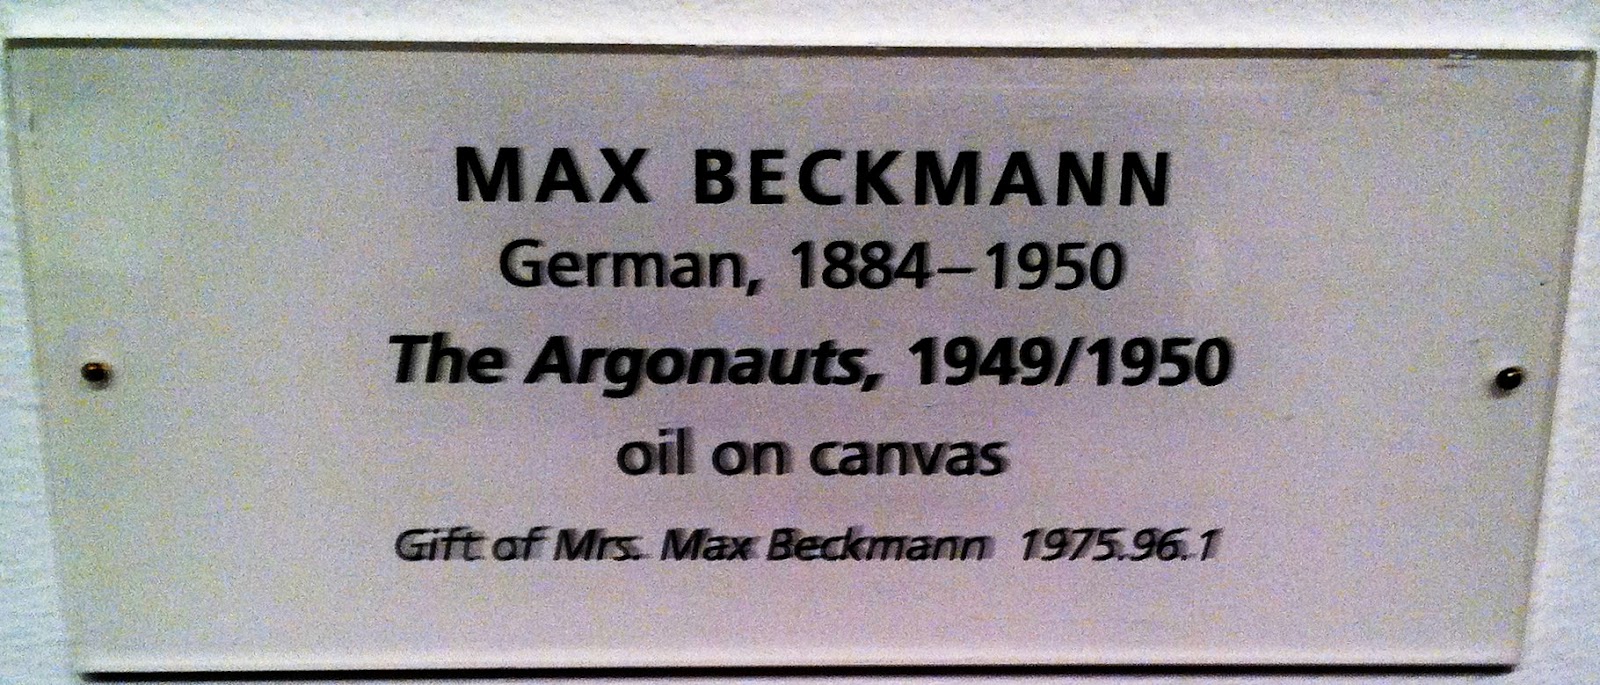 MAX BECKMANN
German, 1884–1950
The Argonauts, 1949/1950
oil on canvas
Gift of Mrs. Max Beckmann 1975.96.1